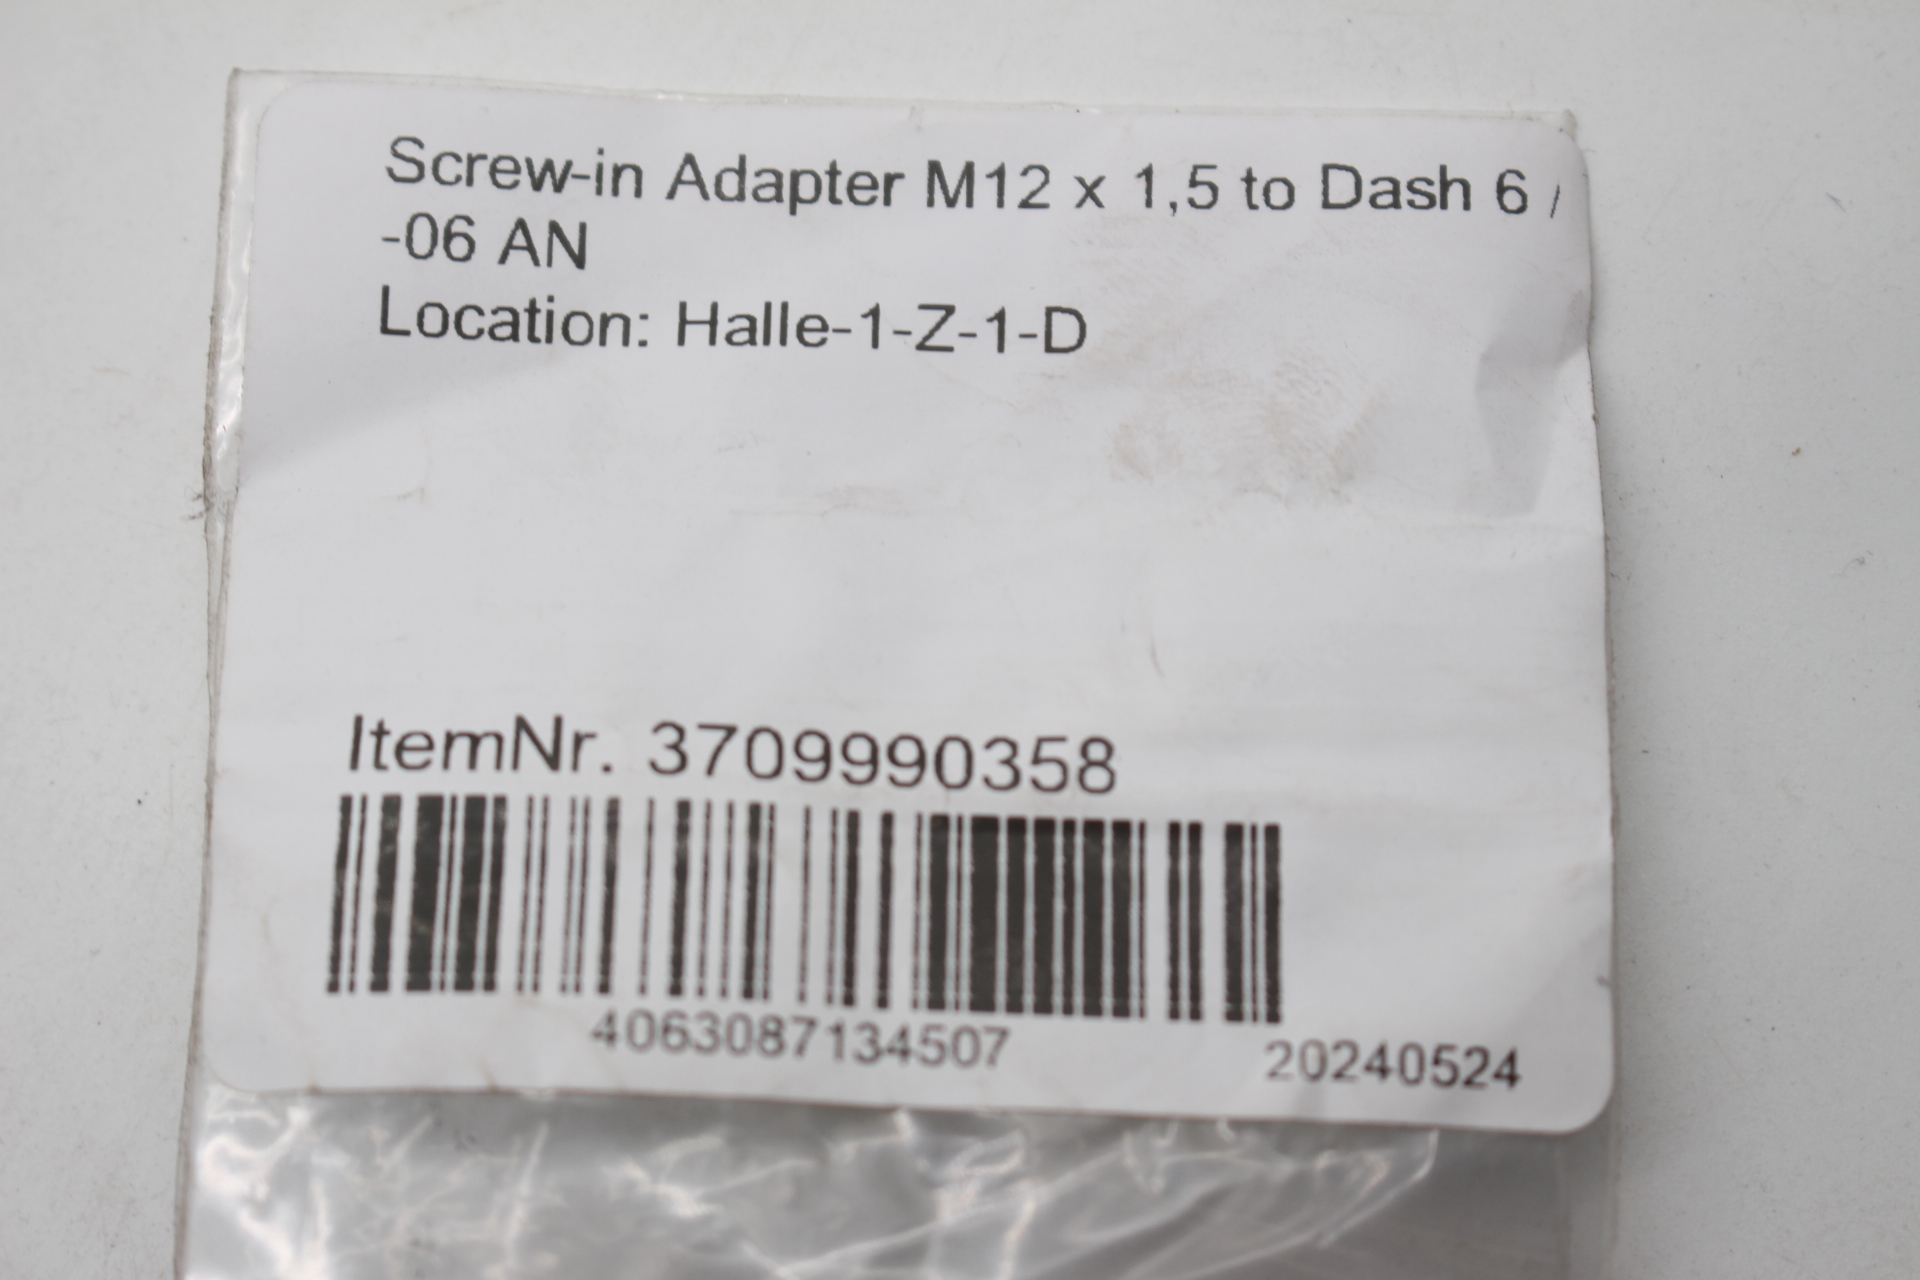 Screw-in Adapter M12 x 1,5 to Dash 6 /
-06 AN
Location: Halle-1-Z-1-D
ItemNr. 3709990358
4063087134507
20240524